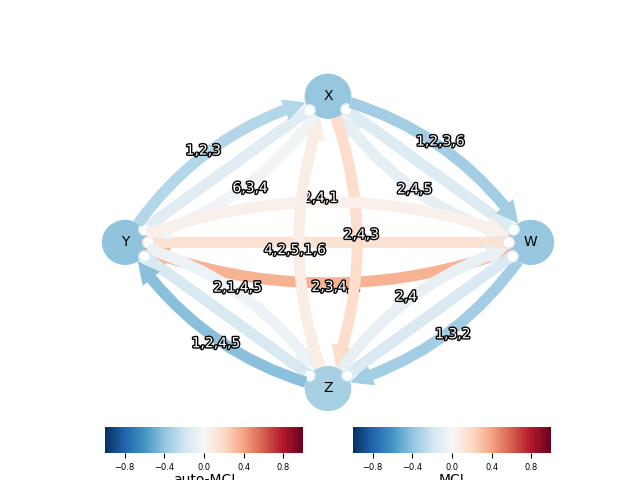 X
1,2,3
1,2,3,6
6,3,4
2,4,5
2,4,1
2,4,3
Y
W
4,2,5,1,6
2,1,4,5
2,3,4,
2,4
1,2,4,5
1,3,2
Z
−0.8 −0.4 0.0 0.4 0.8
−0.8 −0.4 0.0 0.4 0.8
auto-MCI
MCI